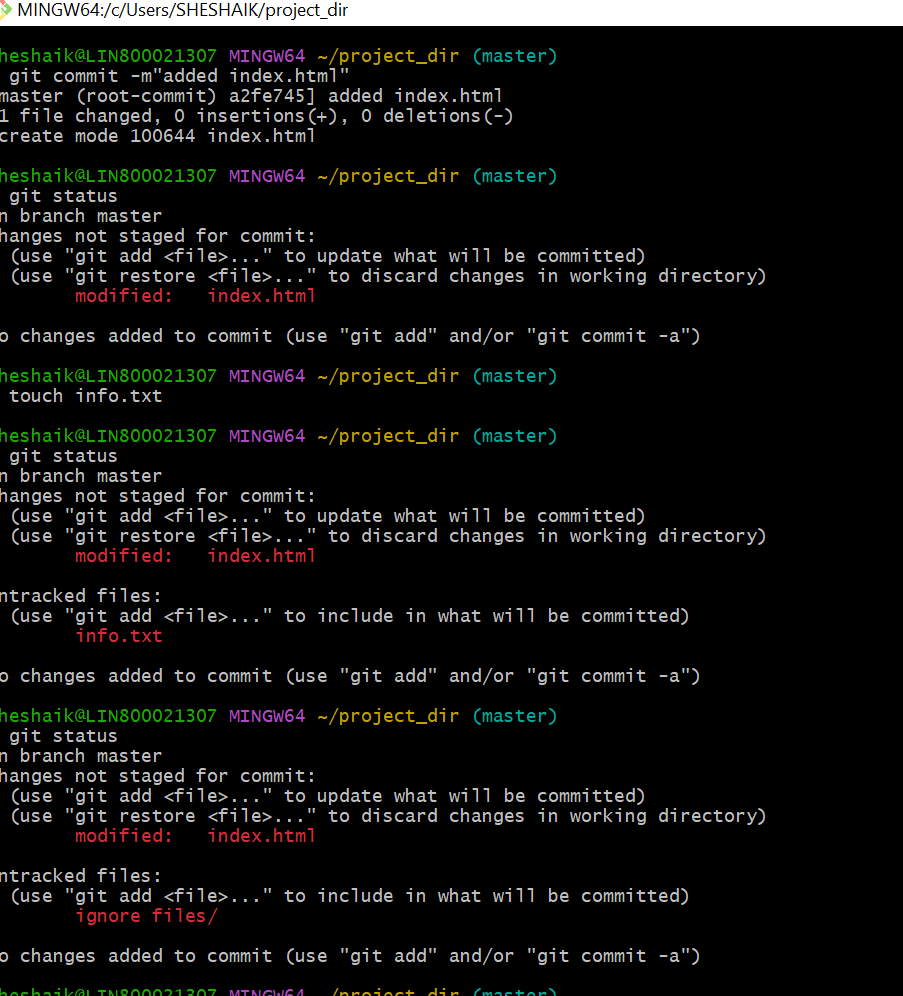 MINGW64:/c/Users/SHESHAIK/project_dir
heshaik@LIN800021307 MINGW64 ~/project_dir (master)
git commit -m"added index.html"
master (root-commit) a2fe745] added index.html
1 file changed, 0 insertions(+), 0 deletions(-)
create mode 100644 index.html
heshaik@LIN800021307 MINGW64 ~/project_dir (master)
git status
n branch master
hanges not staged for commit:
(use "git add <file>..." to update what will be committed)
(use "git restore <file>..." to discard changes in working directory)
modified: index.html
o changes added to commit (use "git add" and/or "git commit -a")
heshaik@LIN800021307 MINGW64 ~/project_dir (master)
touch info.txt
heshaik@LIN800021307 MINGW64 ~/project_dir (master)
git status
n branch master
hanges not staged for commit:
(use "git add <file>..." to update what will be committed)
(use "git restore <file>..." to discard changes in working directory)
modified: index.html
ntracked files:
(use "git add <file>..." to include in what will be committed)
info.txt
o changes added to commit (use "git add" and/or "git commit -a")
heshaik@LIN800021307 MINGW64 ~/project_dir (master)
git status
n branch master
hanges not staged for commit:
(use "git add <file>..." to update what will be committed)
(use "git restore <file>..." to discard changes in working directory)
modified: index.html
ntracked files:
(use "git add <file>..." to include in what will be committed)
ignore files/
o changes added to commit (use "git add" and/or "git commit -a")
heshaik@LIN800021307 MINGW64 ~/project_dir (master)